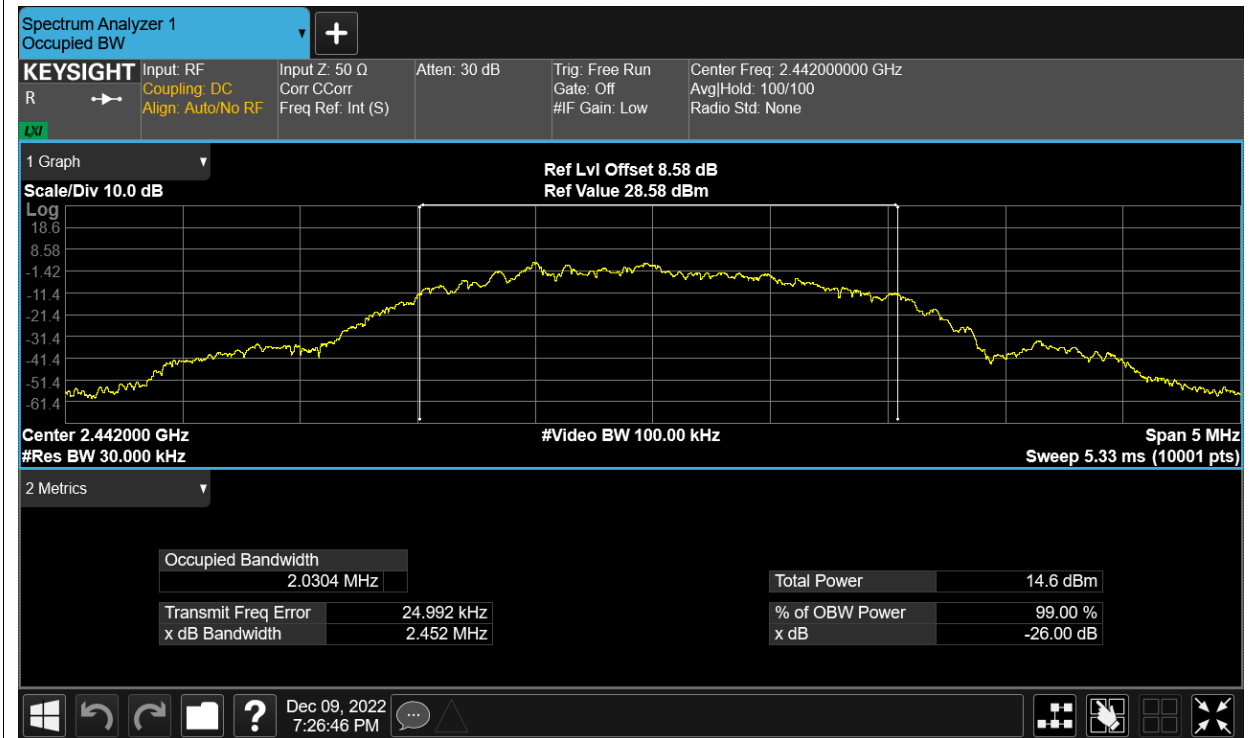 Spectrum Analyzer 1
Occupied BW
KEYSIGHT
R
LXI
Input: RF
Coupling: DC
Align: Auto/No RF
Input Z: 50 Ω
Corr CCorr
Freq Ref: Int (S)
Atten: 30 dB
Trig: Free Run
Gate: Off
#IF Gain: Low
Center Freq: 2.442000000 GHz
Avg|Hold: 100/100
Radio Std: None
1 Graph
Scale/Div 10.0 dB
Ref Lvl Offset 8.58 dB
Ref Value 28.58 dBm
Log
18.6
8.58
-1.42
-11.4
-21.4
-31.4
-41.4
-51.4
-61.4
Center 2.442000 GHz
#Video BW 100.00 kHz
Span 5 MHz
#Res BW 30.000 kHz
Sweep 5.33 ms (10001 pts)
2 Metrics
Occupied Bandwidth
2.0304 MHz
Total Power 14.6 dBm
Transmit Freq Error 24.992 kHz
% of OBW Power 99.00 %
x dB Bandwidth 2.452 MHz
x dB -26.00 dB
?
Dec 09, 2022
7:26:46 PM